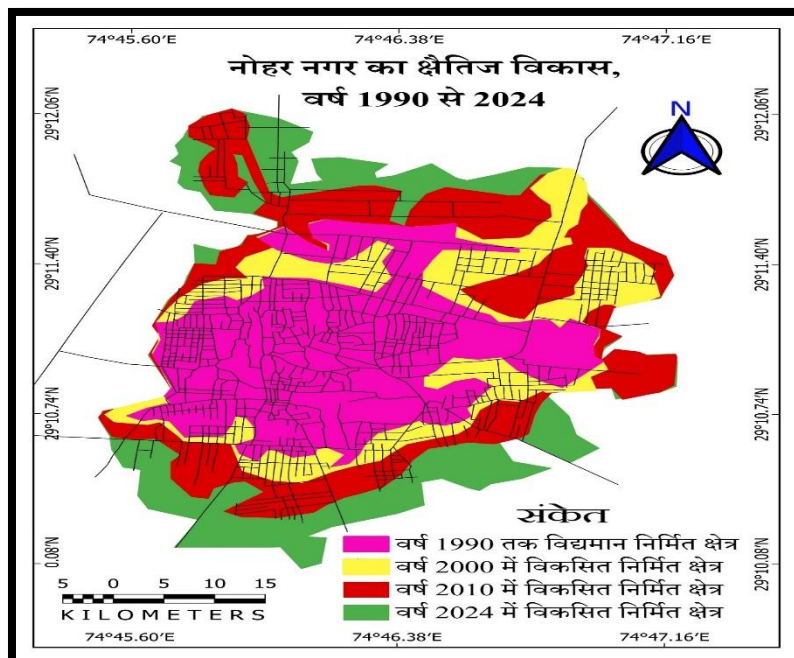 74°45.60'E 74°46.38'E 74°47.16'E
नोहर नगर का क्षैतिज विकास,
वर्ष 1990 से 2024
N
29°12.06'N 29°12.06'N
29°11.40'N 29°11.40'N
29°10.74'N 29°10.74'N
0.08'N 29°10.08'N
संकेत
वर्ष 1990 तक विद्यमान निर्मित क्षेत्र
वर्ष 2000 में विकसित निर्मित क्षेत्र
वर्ष 2010 में विकसित निर्मित क्षेत्र
वर्ष 2024 में विकसित निर्मित क्षेत्र
5 0 5 10 15
KILOMETERS
74°45.60'E 74°46.38'E 74°47.16'E